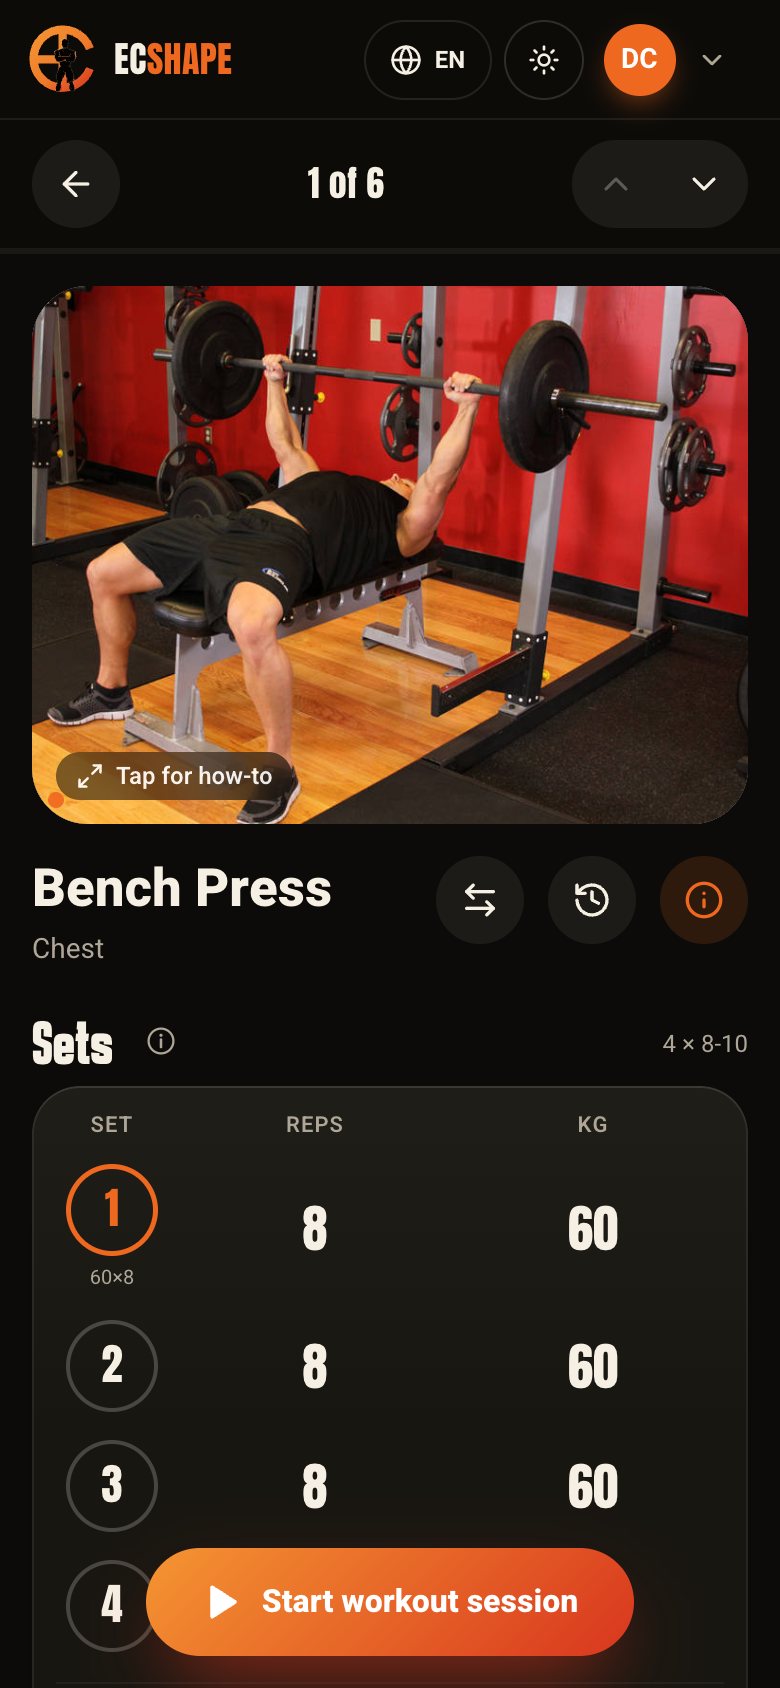 ECSHAPE
EN
DC
1 of 6
Tap for how-to
Bench Press
Chest
Sets
4 × 8-10
SET REPS KG
1 8 60
60×8
2 8 60
3 8 60
4
Start workout session